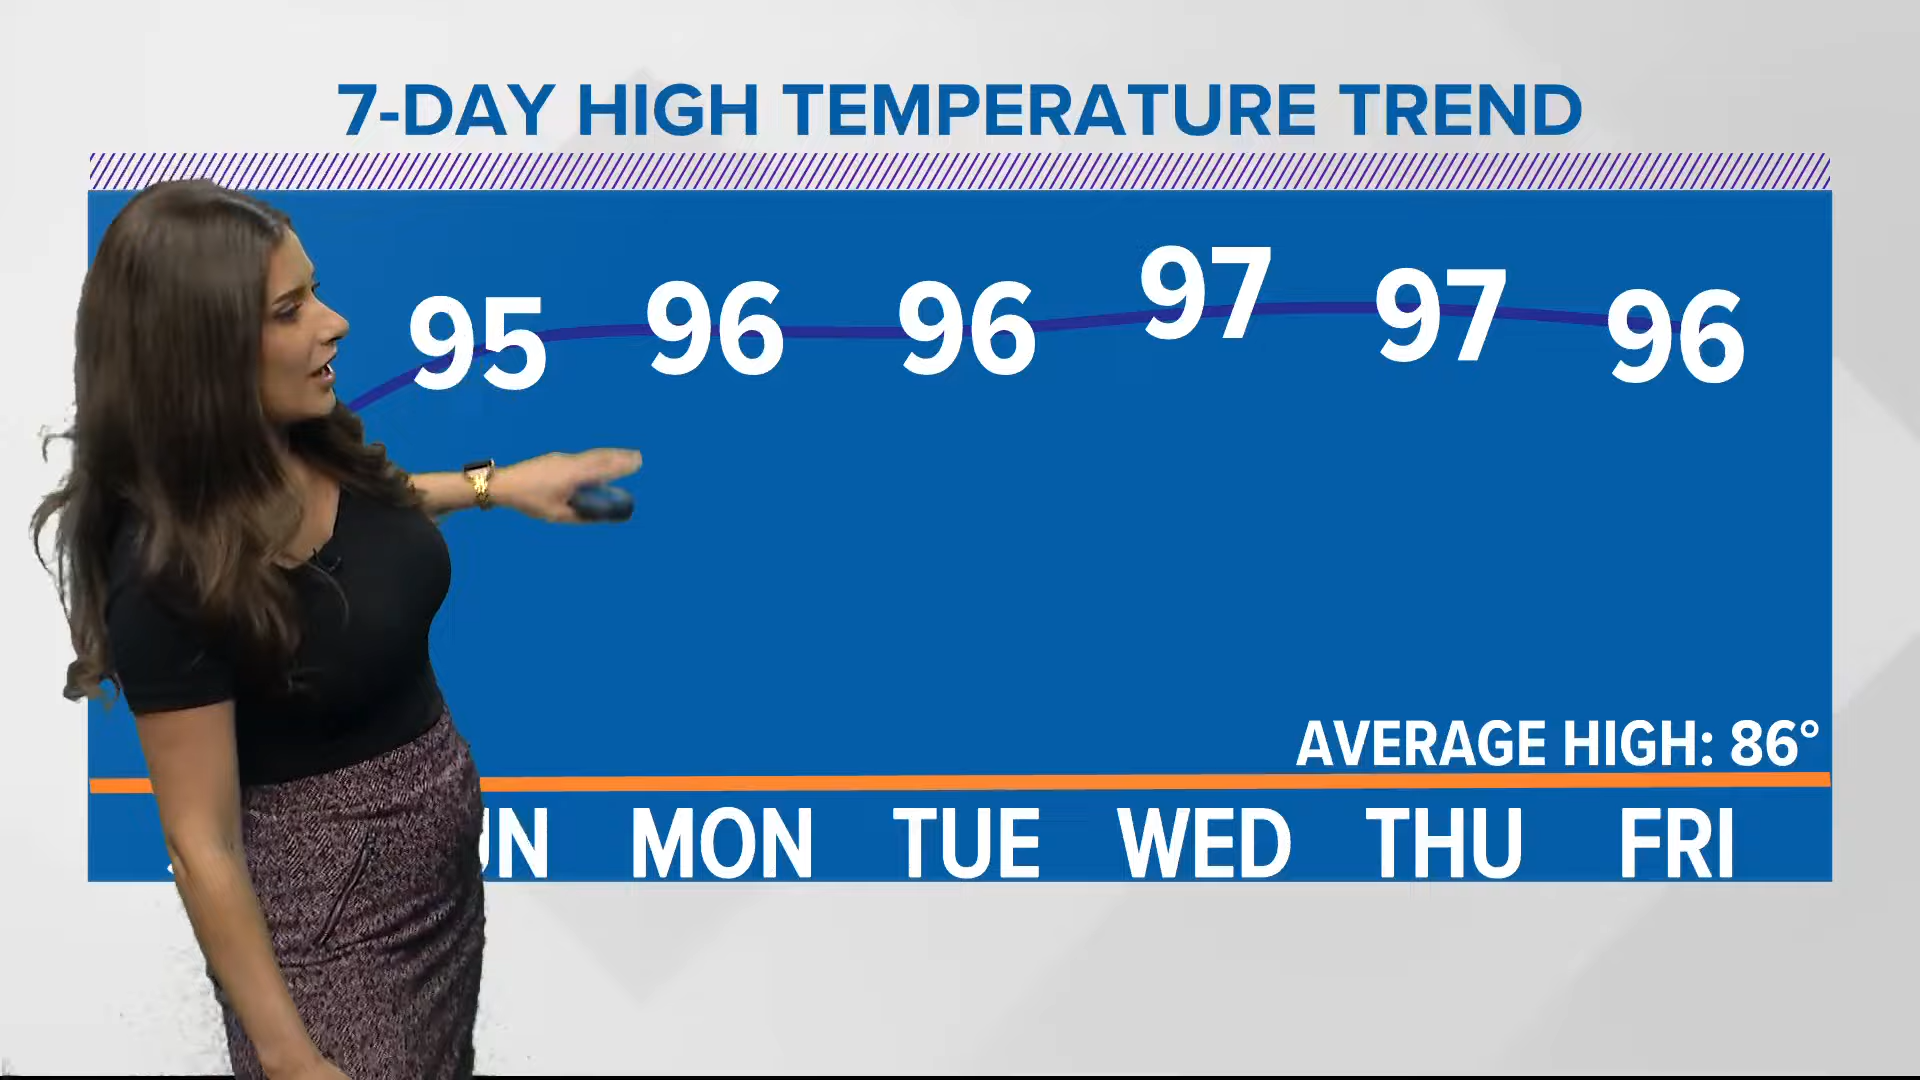 7-DAY HIGH TEMPERATURE TREND
95 96 96 97 97 96
AVERAGE HIGH: 86°
UN MON TUE WED THU FRI